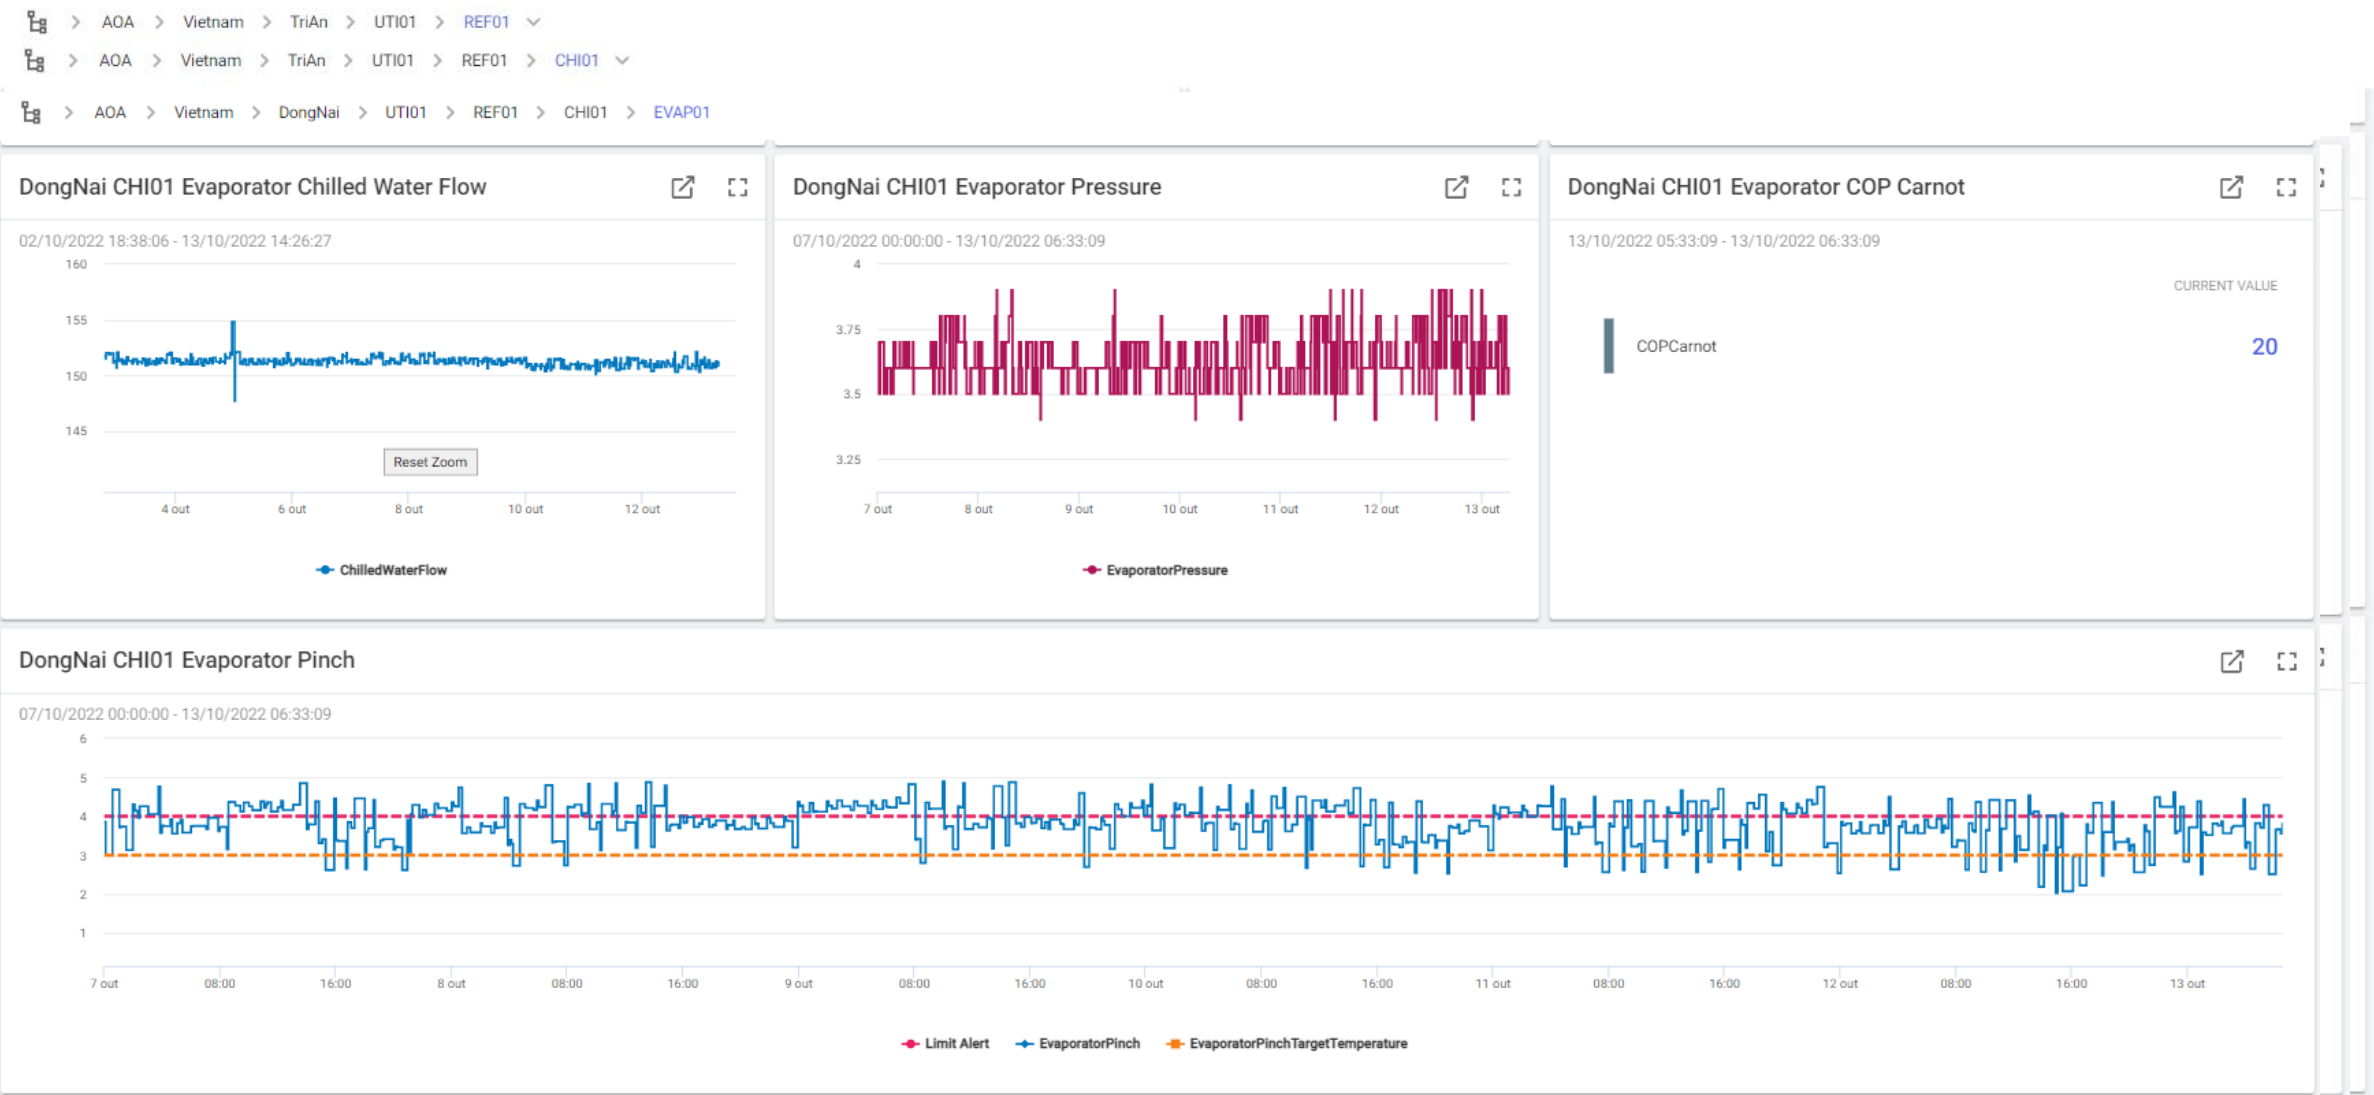 AOA > Vietnam > TriAn > UTI01 > REF01
AOA > Vietnam > TriAn > UTI01 > REF01 > CHI01
AOA > Vietnam > DongNai > UTI01 > REF01 > CHI01 > EVAP01
DongNai CHI01 Evaporator Chilled Water Flow
02/10/2022 18:38:06 - 13/10/2022 14:26:27
160
155
150
145
Reset Zoom
4 out 6 out 8 out 10 out 12 out
ChilledWaterFlow
DongNai CHI01 Evaporator Pressure
07/10/2022 00:00:00 - 13/10/2022 06:33:09
4
3.75
3.5
3.25
7 out 8 out 9 out 10 out 11 out 12 out 13 out
EvaporatorPressure
DongNai CHI01 Evaporator COP Carnot
13/10/2022 05:33:09 - 13/10/2022 06:33:09
CURRENT VALUE
COPCarnot 20
DongNai CHI01 Evaporator Pinch
07/10/2022 00:00:00 - 13/10/2022 06:33:09
6
5
4
3
2
1
7 out 08:00 16:00 8 out 08:00 16:00 9 out 08:00 16:00 10 out 08:00 16:00 11 out 08:00 16:00 12 out 08:00 16:00 13 out
Limit Alert EvaporatorPinch EvaporatorPinchTargetTemperature